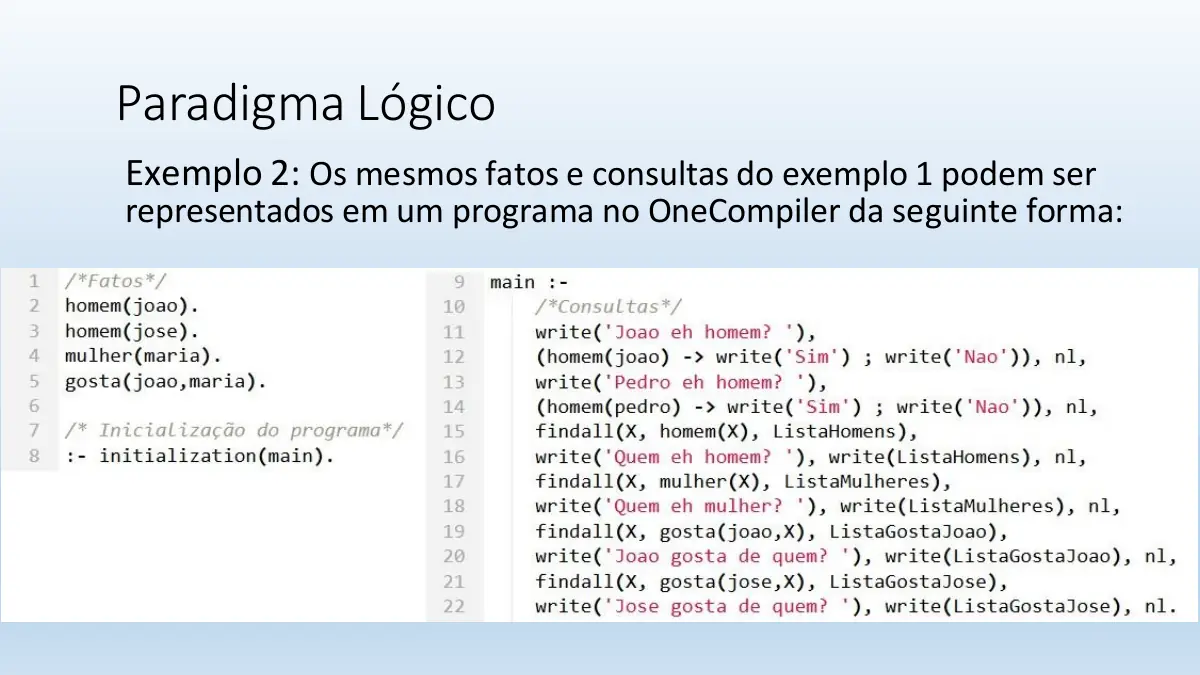 Paradigma Lógico
Exemplo 2: Os mesmos fatos e consultas do exemplo 1 podem ser
representados em um programa no OneCompiler da seguinte forma:
1 /*Fatos*/
2 homem(joao).
3 homem(jose).
4 mulher(maria).
5 gosta(joao,maria).
6
7 /* Inicialização do programa*/
8 :- initialization(main).
9 main :-
10 /*Consultas*/
11 write('Joao eh homem? '),
12 (homem(joao) -> write('Sim') ; write('Nao')), nl,
13 write('Pedro eh homem? '),
14 (homem(pedro) -> write('Sim') ; write('Nao')), nl,
15 findall(X, homem(X), ListaHomens),
16 write('Quem eh homem? '), write(ListaHomens), nl,
17 findall(X, mulher(X), ListaMulheres),
18 write('Quem eh mulher? '), write(ListaMulheres), nl,
19 findall(X, gosta(joao,X), ListaGostaJoao),
20 write('Joao gosta de quem? '), write(ListaGostaJoao), nl,
21 findall(X, gosta(jose,X), ListaGostaJose),
22 write('Jose gosta de quem? '), write(ListaGostaJose), nl.